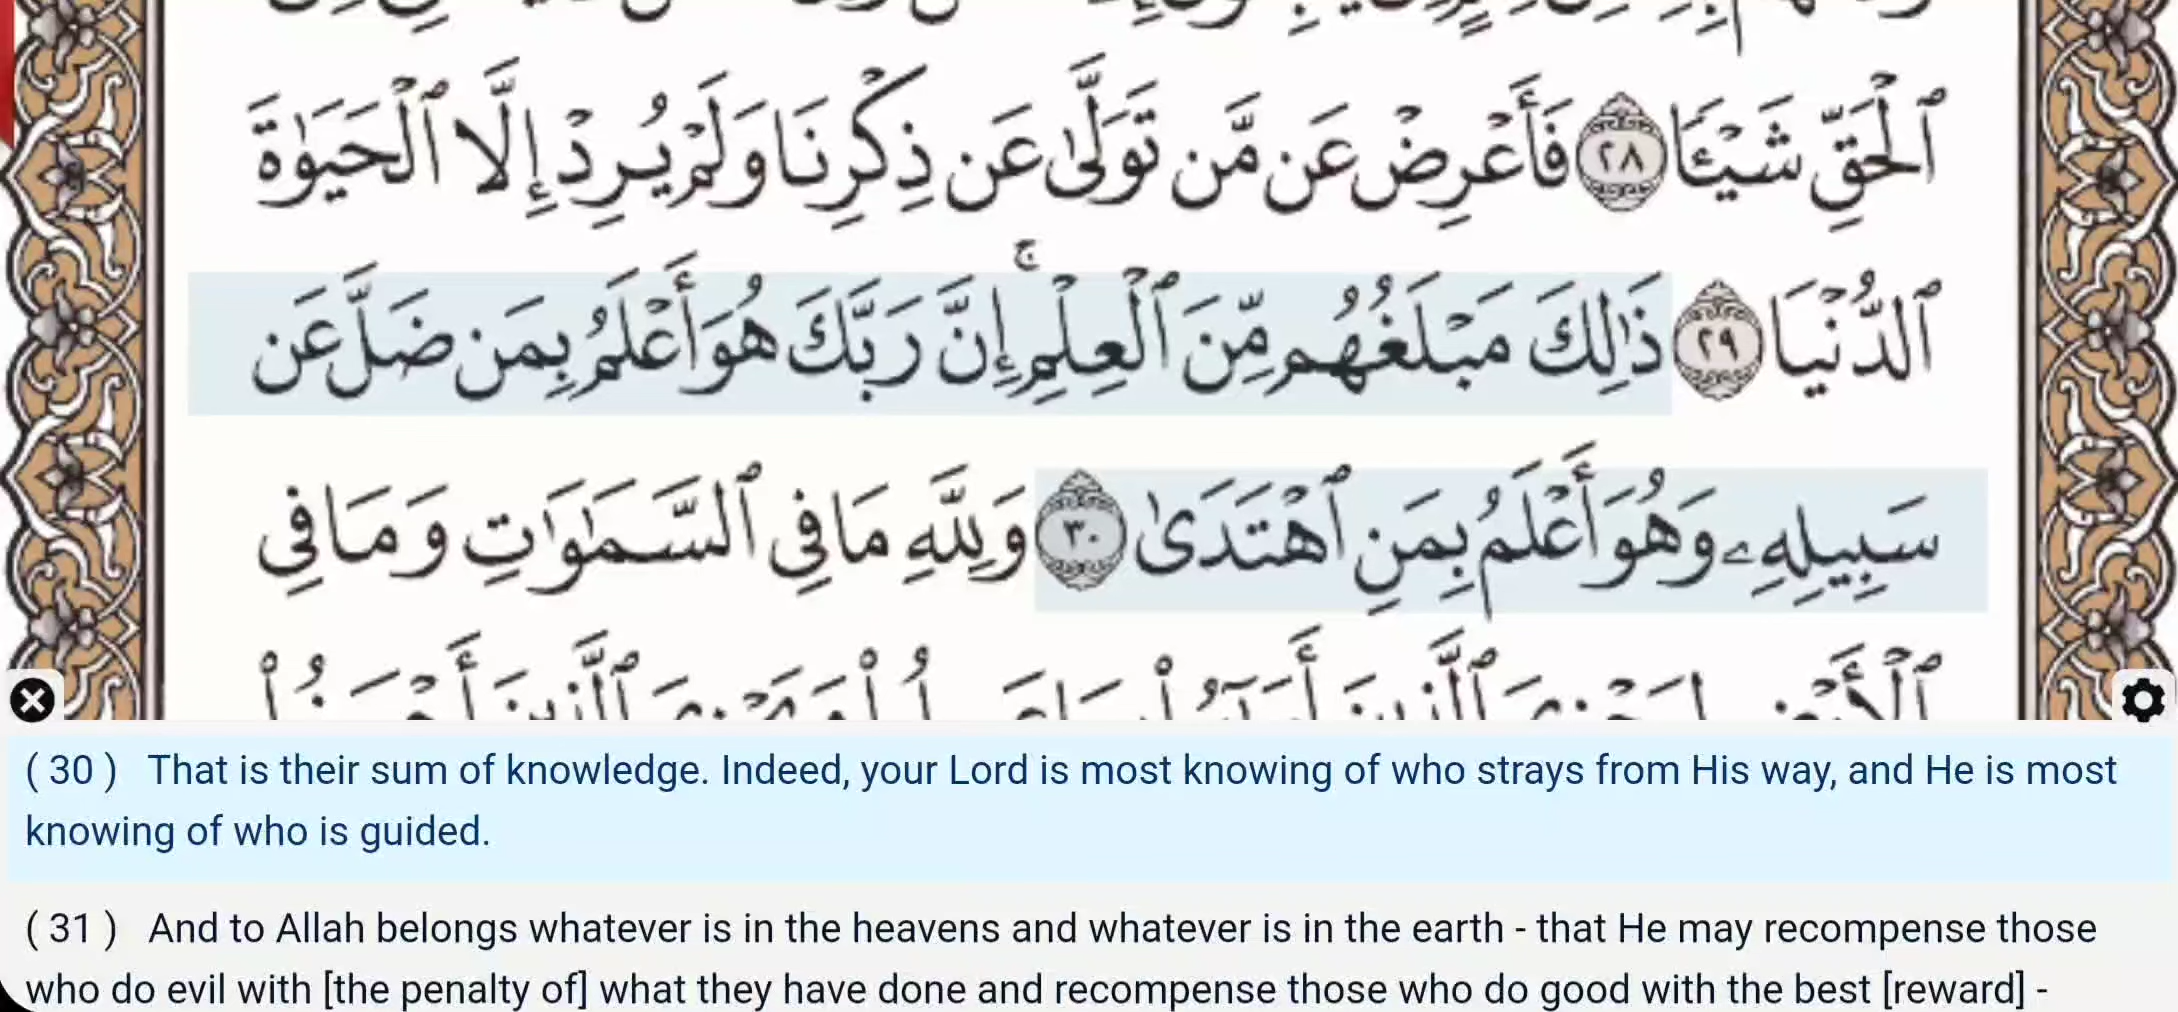 ٱلْحَقِّ شَيْـًٔا ٢٨ فَأَعْرِضْ عَن مَّن تَوَلَّىٰ عَن ذِكْرِنَا وَلَمْ يُرِدْ إِلَّا ٱلْحَيَوٰةَ
ٱلدُّنْيَا ٢٩ ذَٰلِكَ مَبْلَغُهُم مِّنَ ٱلْعِلْمِ ۚ إِنَّ رَبَّكَ هُوَ أَعْلَمُ بِمَن ضَلَّ عَن
سَبِيلِهِۦ وَهُوَ أَعْلَمُ بِمَنِ ٱهْتَدَىٰ ٣٠ وَلِلَّهِ مَا فِى ٱلسَّمَٰوَٰتِ وَمَا فِى
( 30 ) That is their sum of knowledge. Indeed, your Lord is most knowing of who strays from His way, and He is most
knowing of who is guided.
( 31 ) And to Allah belongs whatever is in the heavens and whatever is in the earth - that He may recompense those
who do evil with [the penalty of] what they have done and recompense those who do good with the best [reward] -